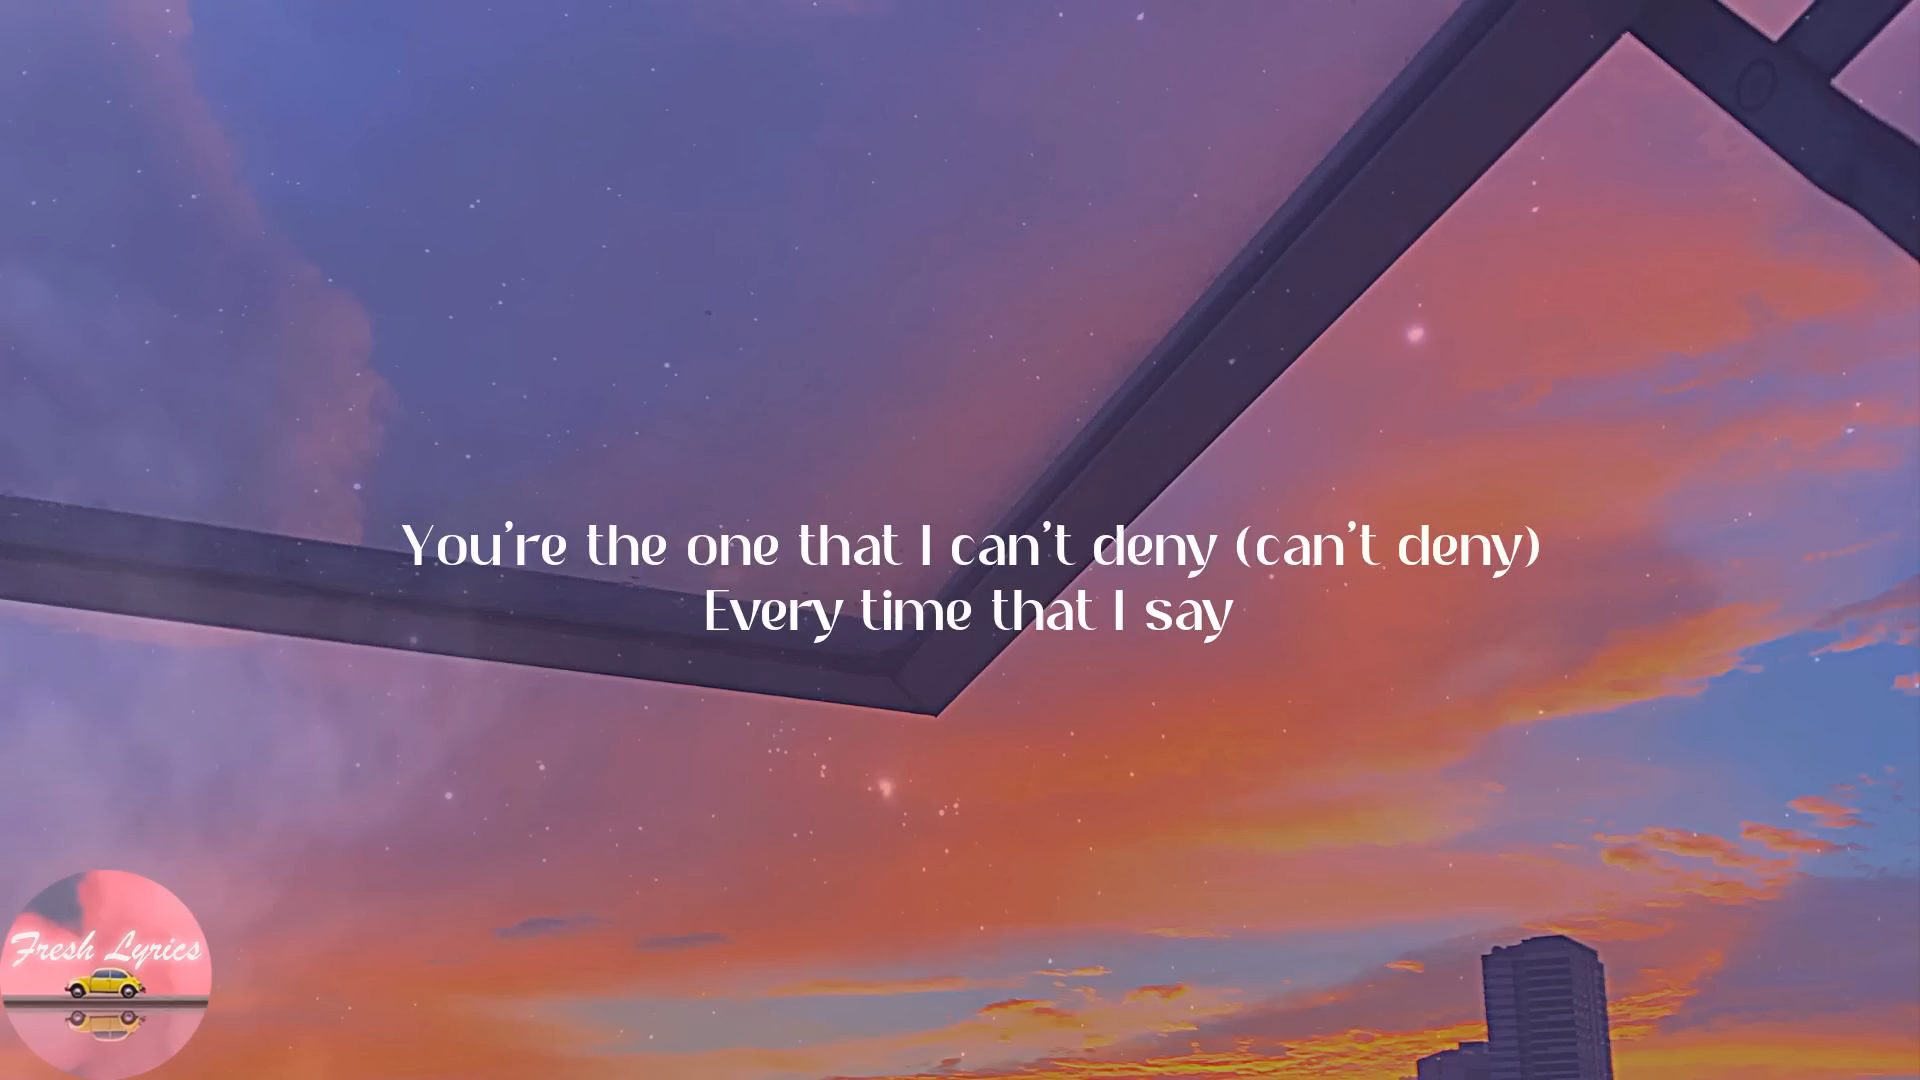 You're the one that I can't deny (can't deny)
Every time that I say
Fresh Lyrics